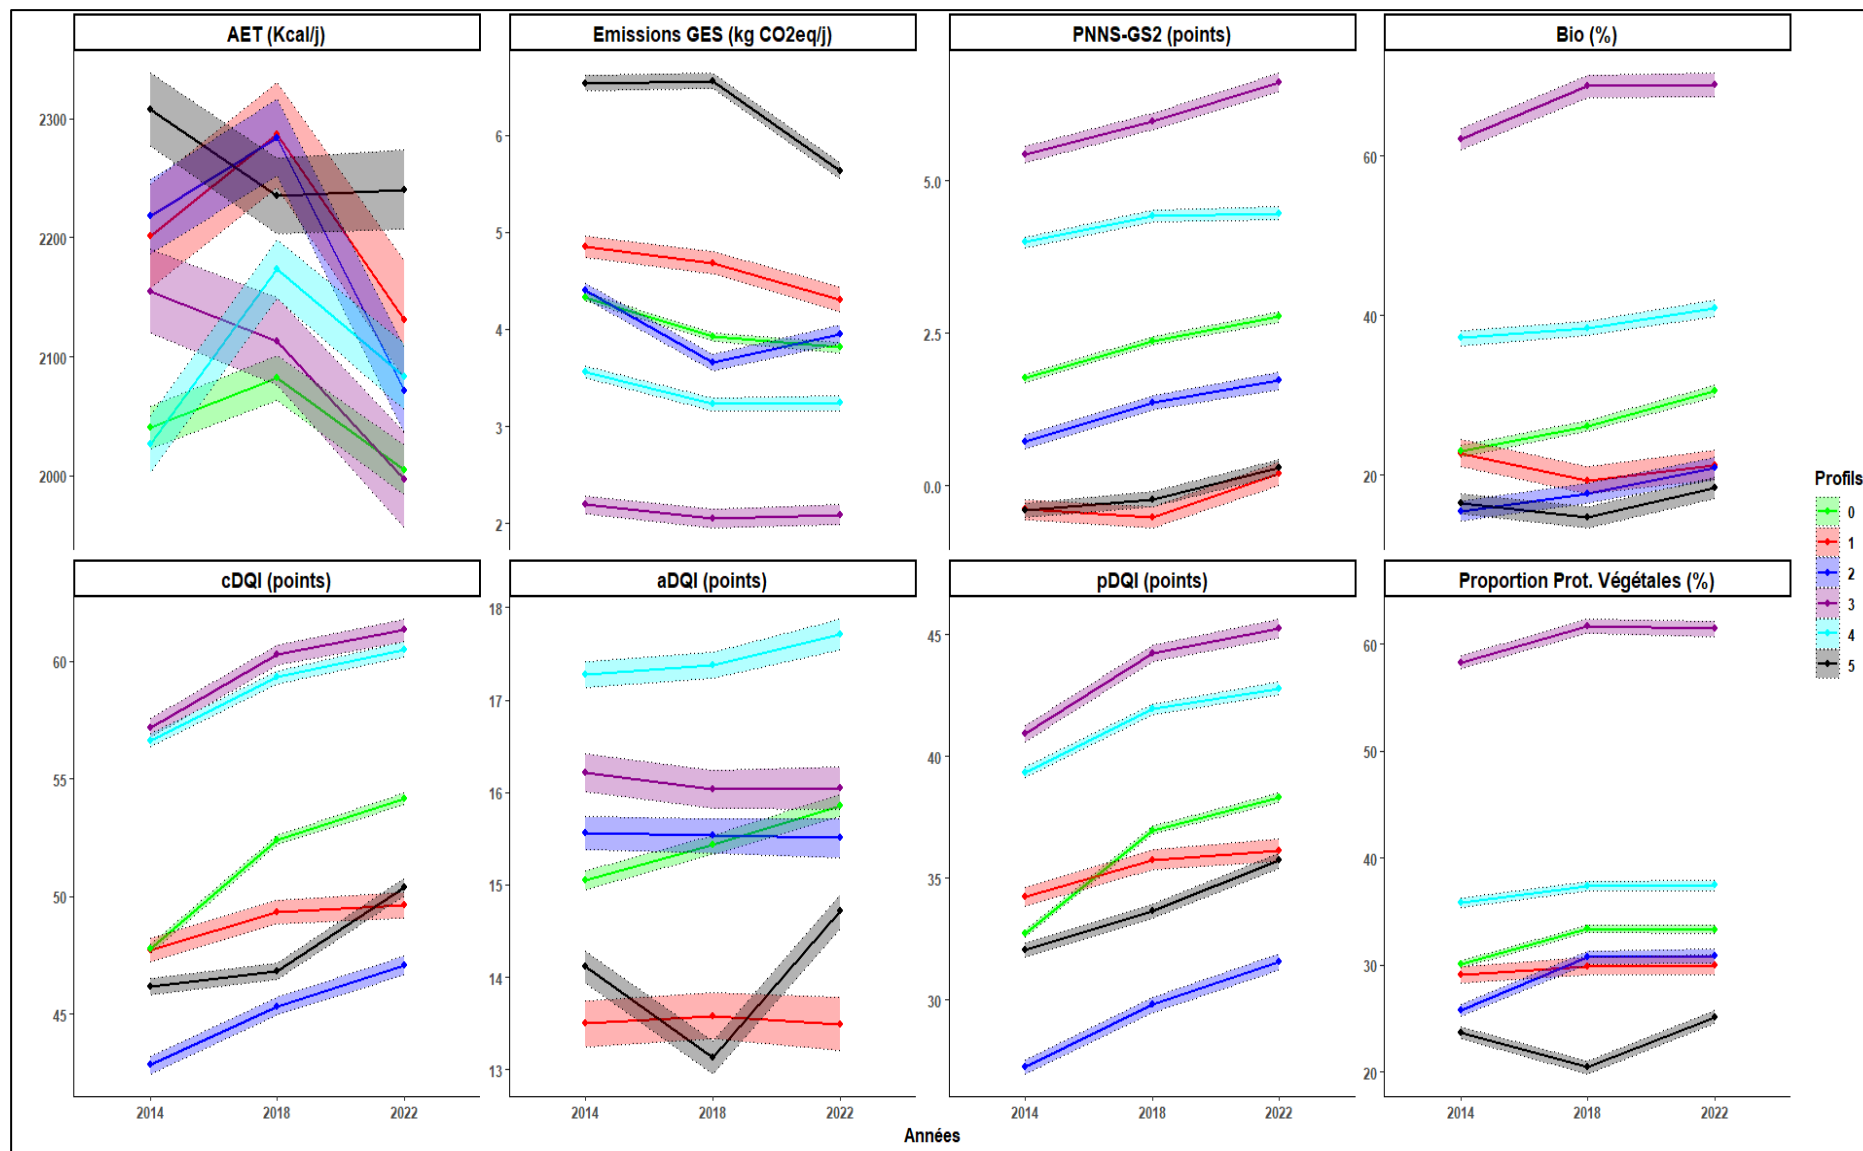 AET (Kcal/j)
Emissions GES (kg CO2eq/j)
PNNS-GS2 (points)
Bio (%)
2300
2200
2100
2000
6
5
4
3
2
5.0
2.5
0.0
60
40
20
cDQI (points)
aDQI (points)
pDQI (points)
Proportion Prot. Végétales (%)
60
55
50
45
18
17
16
15
14
13
45
40
35
30
60
50
40
30
20
2014 2018 2022
2014 2018 2022
2014 2018 2022
2014 2018 2022
Années
Profils
0
1
2
3
4
5